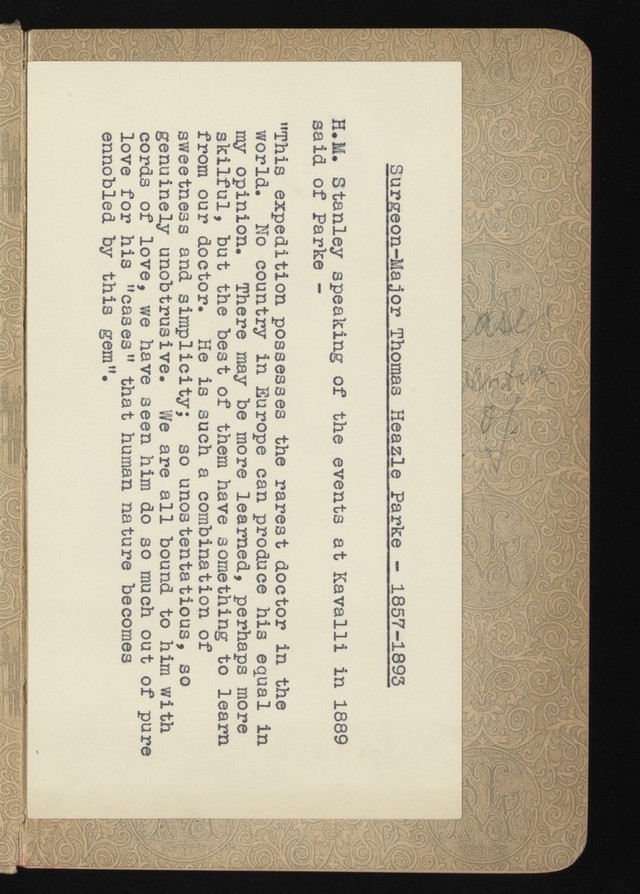 Surgeon-Major Thomas Heazle Parke - 1857-1893
H.M. Stanley speaking of the events at Kavalli in 1889
said of Parke -
"This expedition possesses the rarest doctor in the
world.  No country in Europe can produce his equal in
my opinion.  There may be more learned, perhaps more
skilful, but the best of them have something to learn
from our doctor.  He is such a combination of
sweetness and simplicity;  so unostentatious, so
genuinely unobtrusive.  We are all bound to him with
cords of love, we have seen him do so much out of pure
love for his "cases" that human nature becomes
ennobled by this gem".